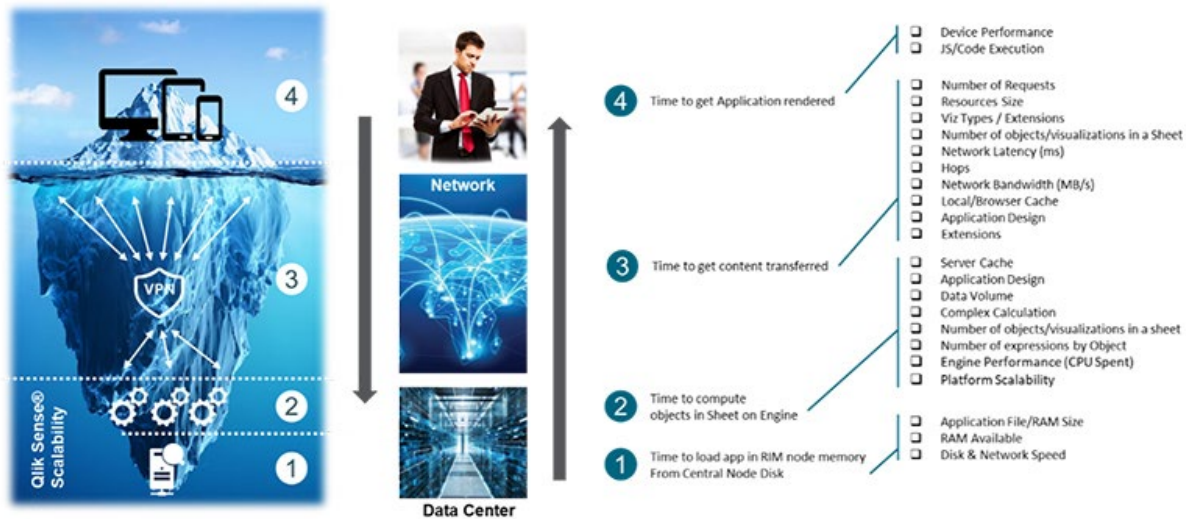 4
VPN
3
2
1
Qlik Sense®
Scalability
Network
Data Center
4 Time to get Application rendered
Device Performance
JS/Code Execution
3 Time to get content transferred
Number of Requests
Resources Size
Viz Types / Extensions
Number of objects/visualizations in a Sheet
Network Latency (ms)
Hops
Network Bandwidth (MB/s)
Local/Browser Cache
Application Design
Extensions
2 Time to compute
objects in Sheet on Engine
Server Cache
Application Design
Data Volume
Complex Calculation
Number of objects/visualizations in a sheet
Number of expressions by Object
Engine Performance (CPU Spent)
Platform Scalability
1 Time to load app in RIM node memory
From Central Node Disk
Application File/RAM Size
RAM Available
Disk & Network Speed